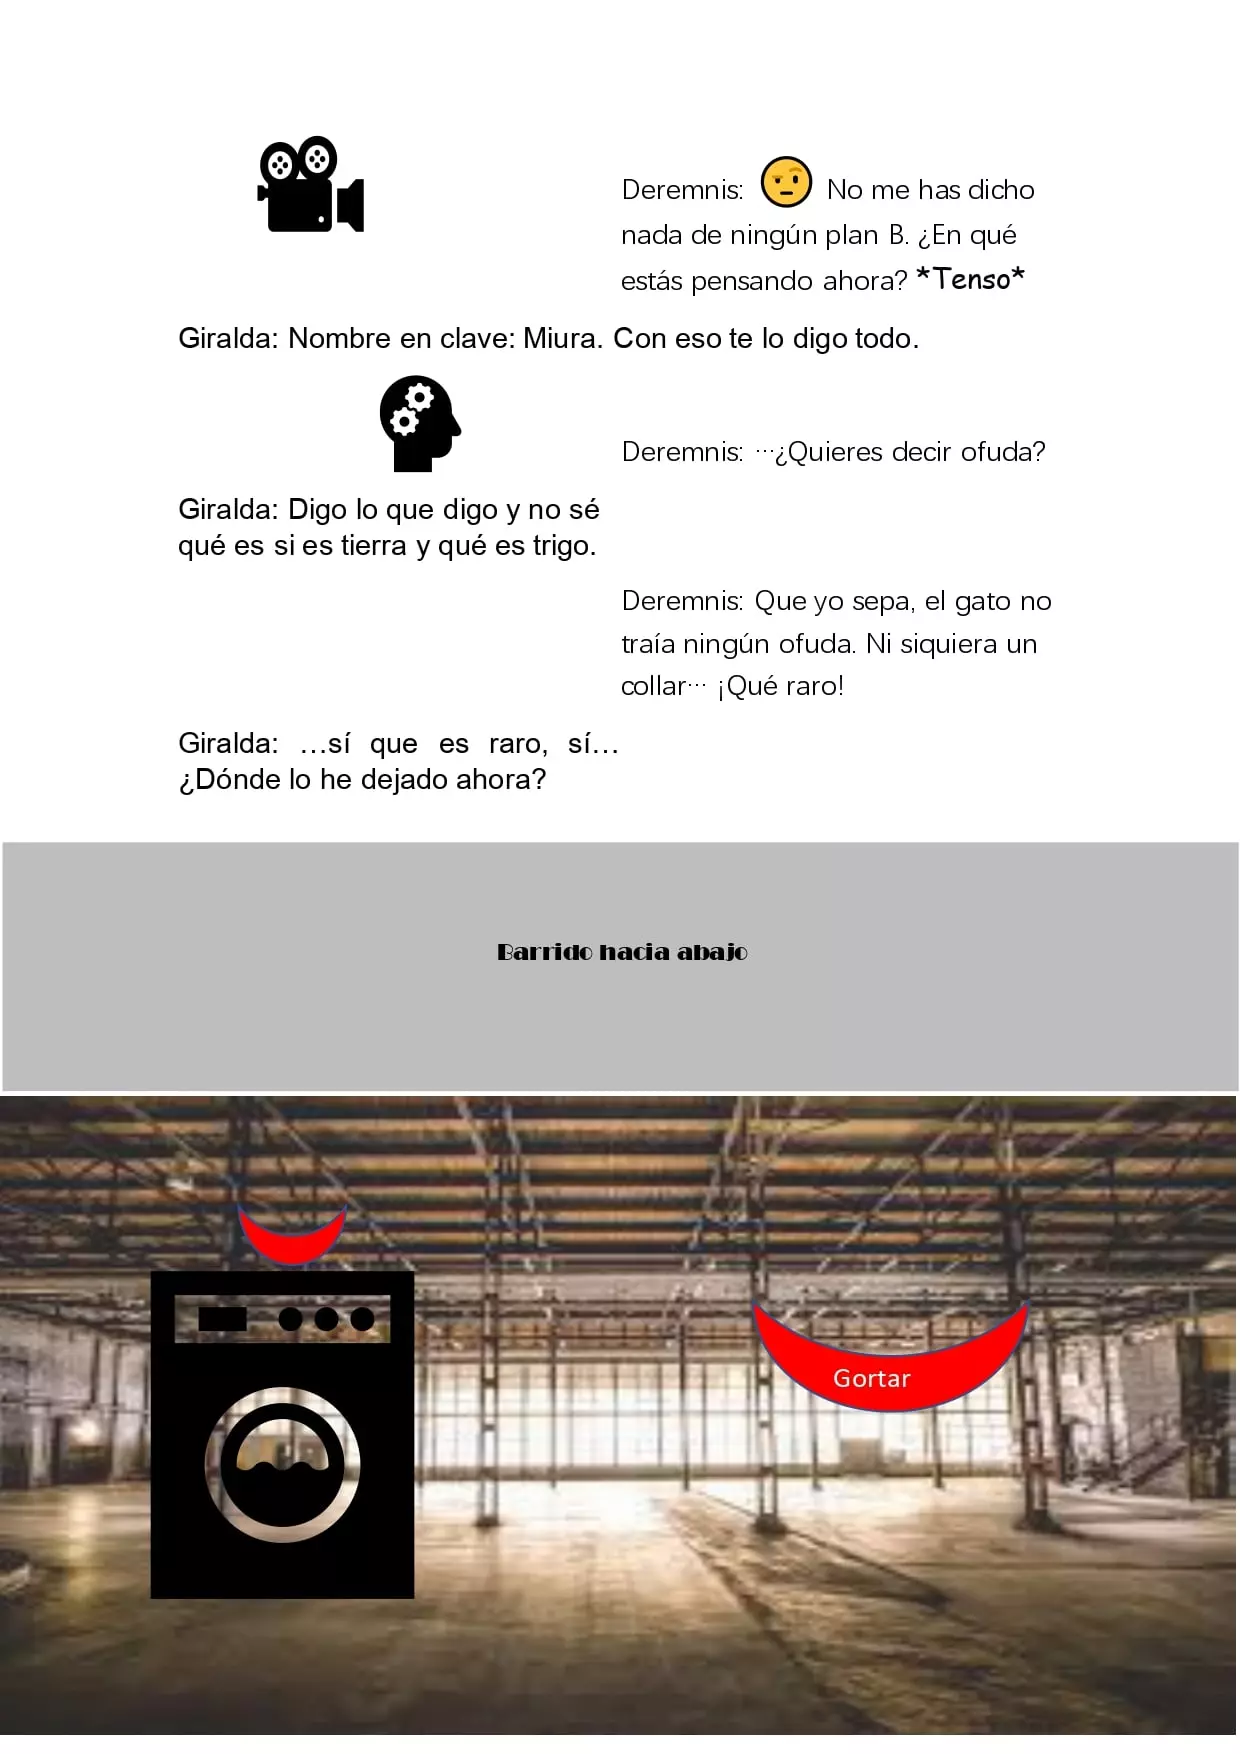 Deremnis: No me has dicho
nada de ningún plan B. ¿En qué
estás pensando ahora? *Tenso*
Giralda: Nombre en clave: Miura. Con eso te lo digo todo.
Deremnis: …¿Quieres decir ofuda?
Giralda: Digo lo que digo y no sé
qué es si es tierra y qué es trigo.
Deremnis: Que yo sepa, el gato no
traía ningún ofuda. Ni siquiera un
collar… ¡Qué raro!
Giralda: …sí que es raro, sí…
¿Dónde lo he dejado ahora?
Barrido hacia abajo
Gortar